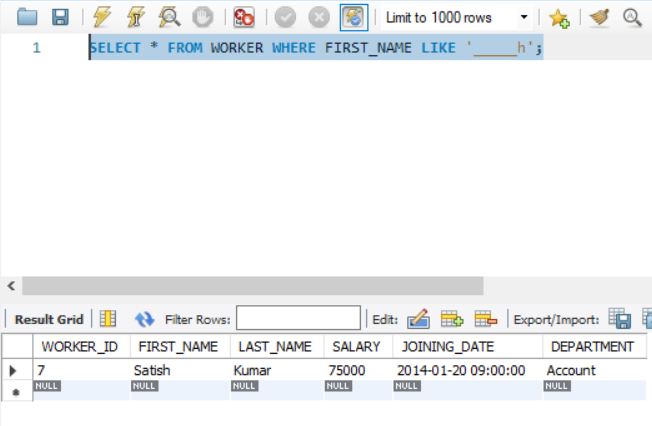 Limit to 1000 rows
1 SELECT * FROM WORKER WHERE FIRST_NAME LIKE '_____h';
Result Grid Filter Rows: Edit: Export/Import:
WORKER_ID FIRST_NAME LAST_NAME SALARY JOINING_DATE DEPARTMENT
7 Satish Kumar 75000 2014-01-20 09:00:00 Account
NULL NULL NULL NULL NULL NULL